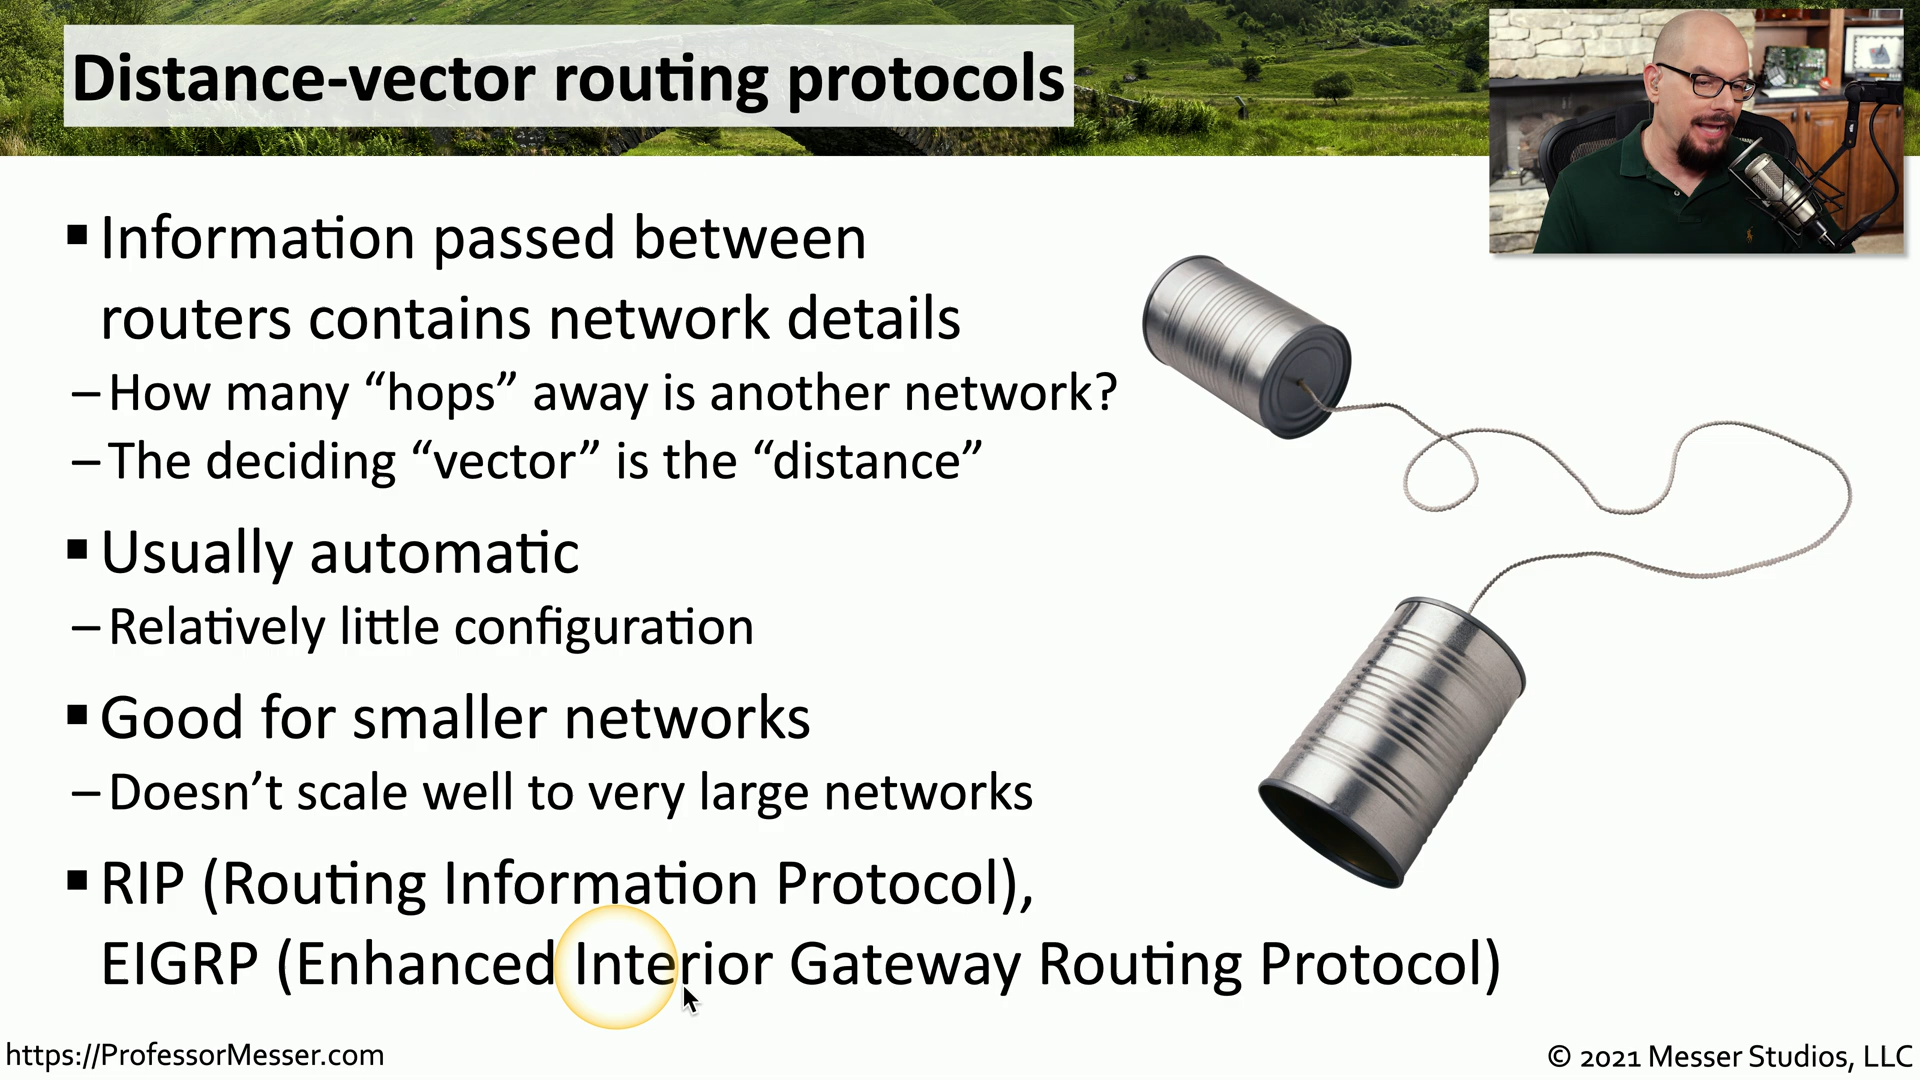 Distance-vector routing protocols
▪ Information passed between
routers contains network details
– How many “hops” away is another network?
– The deciding “vector” is the “distance”
▪ Usually automatic
– Relatively little configuration
▪ Good for smaller networks
– Doesn’t scale well to very large networks
▪ RIP (Routing Information Protocol),
EIGRP (Enhanced Interior Gateway Routing Protocol)
https://ProfessorMesser.com
© 2021 Messer Studios, LLC